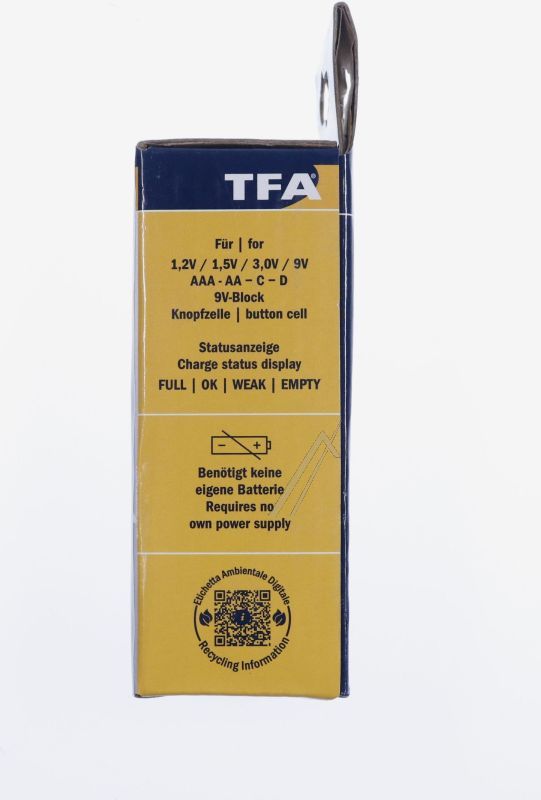 TFA®
Für | for
1,2V / 1,5V / 3,0V / 9V
AAA - AA – C – D
9V-Block
Knopfzelle | button cell
Statusanzeige
Charge status display
FULL | OK | WEAK | EMPTY
Benötigt keine
eigene Batterie
Requires no
own power supply
Etichetta Ambientale Digitale
i
Recycling Information